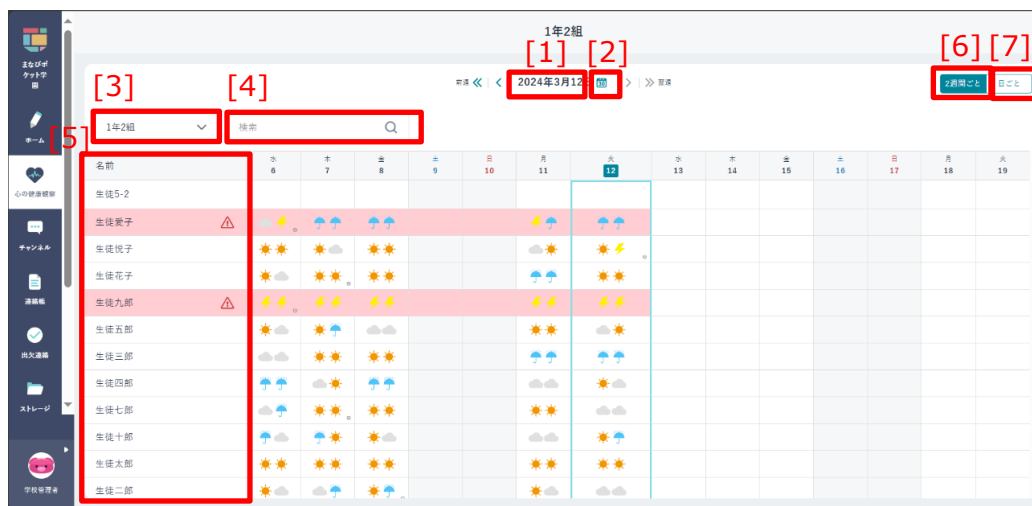 1年2組
[1] [2] [6] [7]
まなびポ
ケット学
園
前週 2024年3月12日 翌週 2週間ごと 日ごと
[3] [4]
1年2組 検索
ホーム
[5]
名前 水 木 金 土 日 月 火 水 木 金 土 日 月 火
6 7 8 9 10 11 12 13 14 15 16 17 18 19
心の健康観察
生徒5-2
生徒愛子
チャンネル
生徒悦子
生徒花子
連絡帳
生徒九郎
生徒五郎
出欠連絡
生徒三郎
生徒四郎
ストレージ
生徒七郎
生徒十郎
生徒太郎
学校管理者
生徒二郎